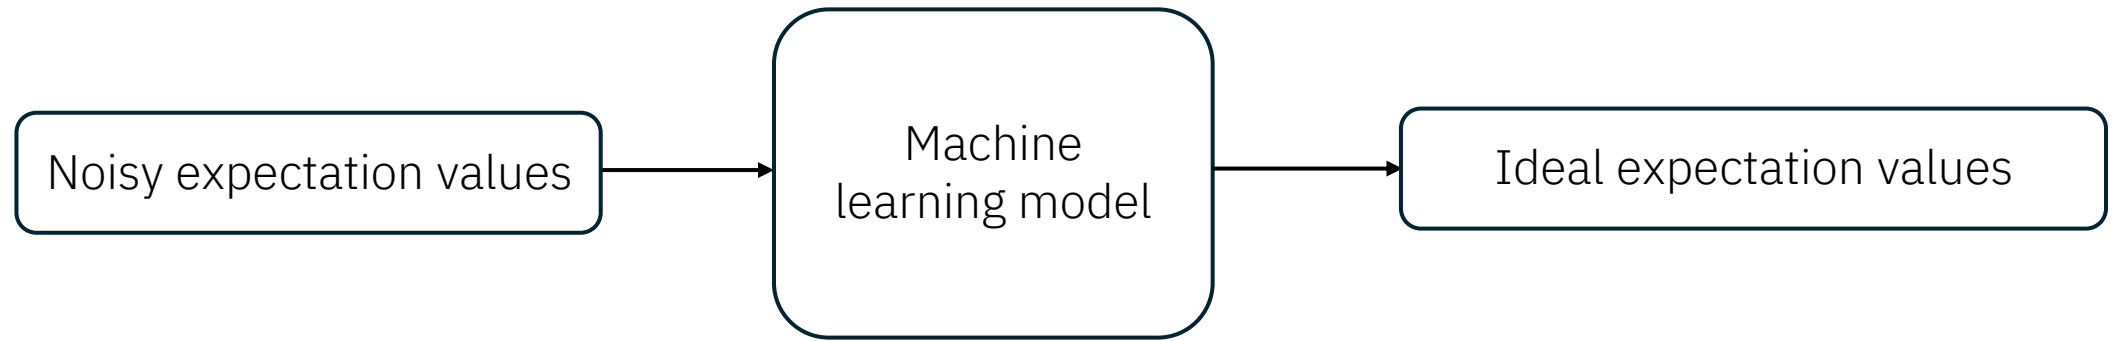 Noisy expectation values
Machine
learning model
Ideal expectation values